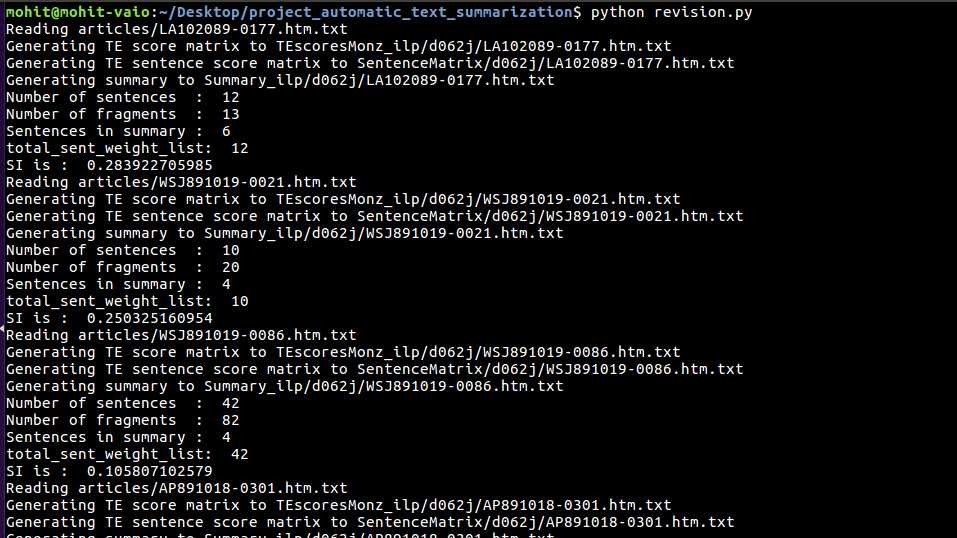 mohit@mohit-vaio:~/Desktop/project_automatic_text_summarization$ python revision.py
Reading articles/LA102089-0177.htm.txt
Generating TE score matrix to TEscoresMonz_ilp/d062j/LA102089-0177.htm.txt
Generating TE sentence score matrix to SentenceMatrix/d062j/LA102089-0177.htm.txt
Generating summary to Summary_ilp/d062j/LA102089-0177.htm.txt
Number of sentences  :  12
Number of fragments  :  13
Sentences in summary :  6
total_sent_weight_list:  12
SI is :  0.283922705985
Reading articles/WSJ891019-0021.htm.txt
Generating TE score matrix to TEscoresMonz_ilp/d062j/WSJ891019-0021.htm.txt
Generating TE sentence score matrix to SentenceMatrix/d062j/WSJ891019-0021.htm.txt
Generating summary to Summary_ilp/d062j/WSJ891019-0021.htm.txt
Number of sentences  :  10
Number of fragments  :  20
Sentences in summary :  4
total_sent_weight_list:  10
SI is :  0.250325160954
Reading articles/WSJ891019-0086.htm.txt
Generating TE score matrix to TEscoresMonz_ilp/d062j/WSJ891019-0086.htm.txt
Generating TE sentence score matrix to SentenceMatrix/d062j/WSJ891019-0086.htm.txt
Generating summary to Summary_ilp/d062j/WSJ891019-0086.htm.txt
Number of sentences  :  42
Number of fragments  :  82
Sentences in summary :  4
total_sent_weight_list:  42
SI is :  0.105807102579
Reading articles/AP891018-0301.htm.txt
Generating TE score matrix to TEscoresMonz_ilp/d062j/AP891018-0301.htm.txt
Generating TE sentence score matrix to SentenceMatrix/d062j/AP891018-0301.htm.txt
Generating summary to Summary_ilp/d062j/AP891018-0301.htm.txt